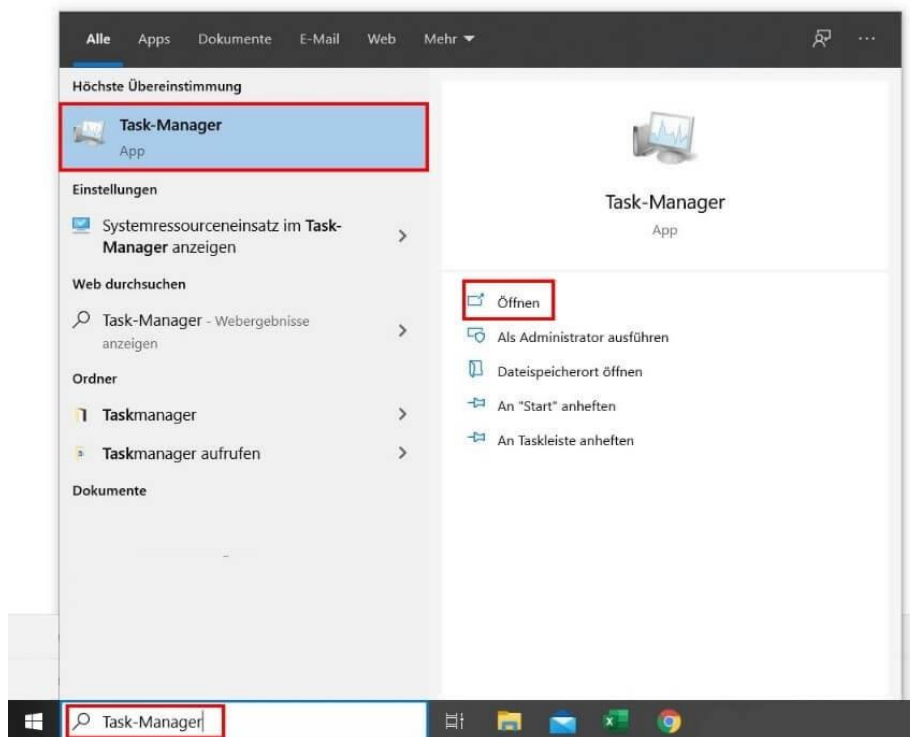 Alle Apps Dokumente E-Mail Web Mehr
Höchste Übereinstimmung
Task-Manager
App
Einstellungen
Systemressourceneinsatz im Task-
Manager anzeigen
Web durchsuchen
Task-Manager - Webergebnisse
anzeigen
Ordner
Taskmanager
Taskmanager aufrufen
Dokumente
Task-Manager
App
Öffnen
Als Administrator ausführen
Dateispeicherort öffnen
An "Start" anheften
An Taskleiste anheften
Task-Manager